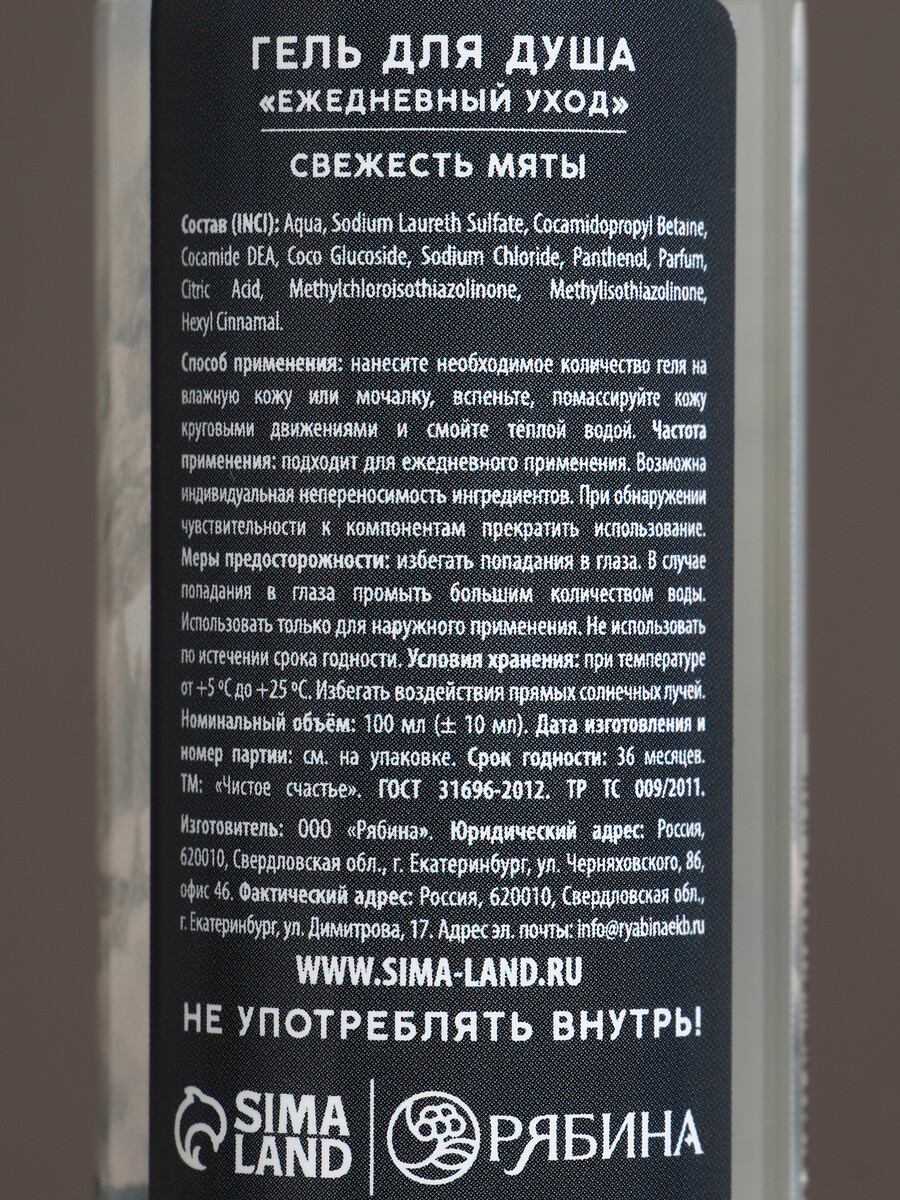 ГЕЛЬ ДЛЯ ДУША
«ЕЖЕДНЕВНЫЙ УХОД»
СВЕЖЕСТЬ МЯТЫ
Состав (INCI): Aqua, Sodium Laureth Sulfate, Cocamidopropyl Betaine,
Cocamide DEA, Coco Glucoside, Sodium Chloride, Panthenol, Parfum,
Citric Acid, Methylchloroisothiazolinone, Methylisothiazolinone,
Hexyl Cinnamal.
Способ применения: нанесите необходимое количество геля на
влажную кожу или мочалку, вспеньте, помассируйте кожу
круговыми движениями и смойте тёплой водой. Частота
применения: подходит для ежедневного применения. Возможна
индивидуальная непереносимость ингредиентов. При обнаружении
чувствительности к компонентам прекратить использование.
Меры предосторожности: избегать попадания в глаза. В случае
попадания в глаза промыть большим количеством воды.
Использовать только для наружного применения. Не использовать
по истечении срока годности. Условия хранения: при температуре
от +5 °С до +25 °С. Избегать воздействия прямых солнечных лучей.
Номинальный объём: 100 мл (± 10 мл). Дата изготовления и
номер партии: см. на упаковке. Срок годности: 36 месяцев.
ТМ: «Чистое счастье». ГОСТ 31696-2012. ТР ТС 009/2011.
Изготовитель: ООО «Рябина». Юридический адрес: Россия,
620010, Свердловская обл., г. Екатеринбург, ул. Черняховского, 86,
офис 46. Фактический адрес: Россия, 620010, Свердловская обл.,
г. Екатеринбург, ул. Димитрова, 17. Адрес эл. почты: info@ryabinaekb.ru
WWW.SIMA-LAND.RU
НЕ УПОТРЕБЛЯТЬ ВНУТРЬ!
SIMA
LAND
РЯБИНА